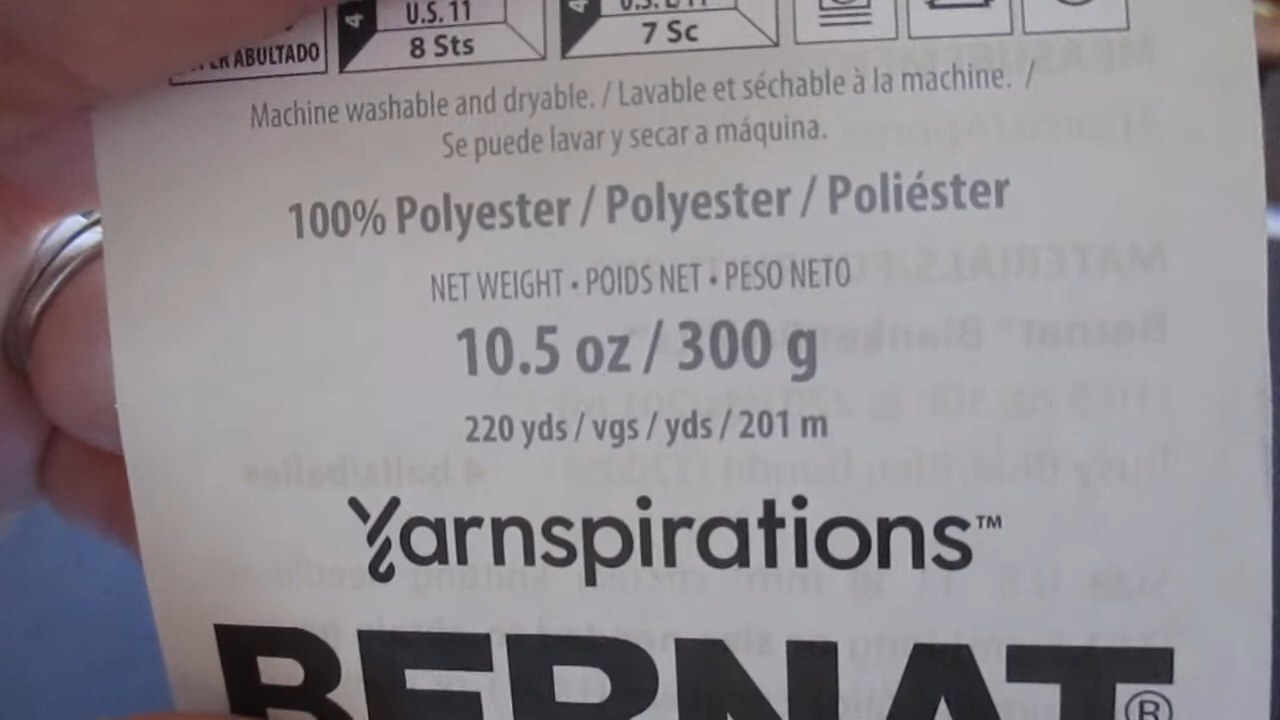 U.S. 11
8 Sts
7 Sc
ABULTADO
4
Machine washable and dryable. / Lavable et séchable à la machine. /
Se puede lavar y secar a máquina.
100% Polyester / Polyester / Poliéster
NET WEIGHT • POIDS NET • PESO NETO
10.5 oz / 300 g
220 yds / vgs / yds / 201 m
Yarnspirations™
BERNAT®